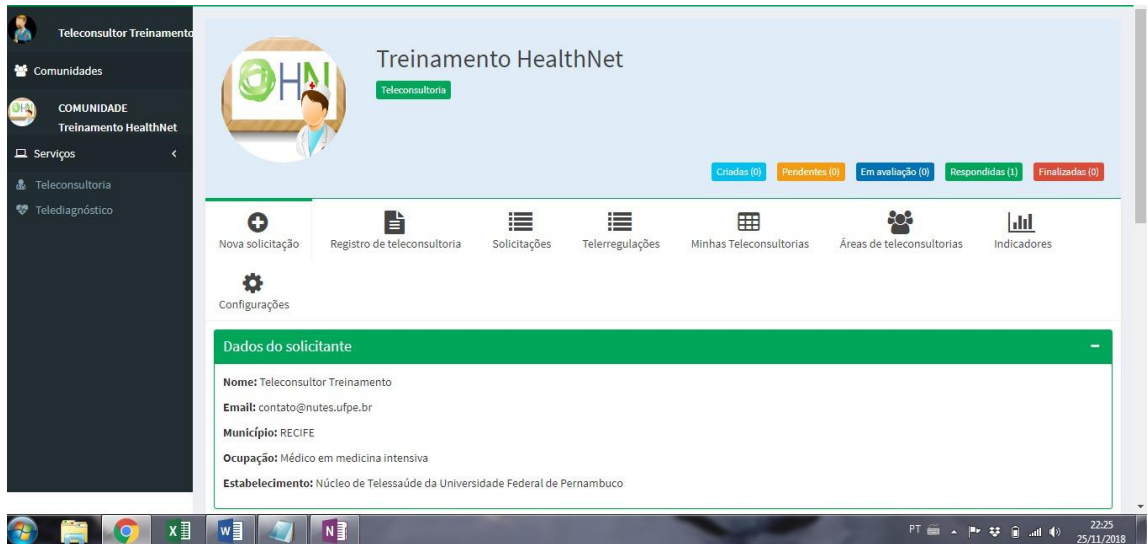 Teleconsultor Treinamento
Comunidades
COMUNIDADE
Treinamento HealthNet
Serviços
Teleconsultoria
Telediagnóstico
HN
Treinamento HealthNet
Teleconsultoria
Criadas (0) Pendentes (0) Em avaliação (0) Respondidas (1) Finalizadas (0)
Nova solicitação Registro de teleconsultoria Solicitações Telerregulações Minhas Teleconsultorias Áreas de teleconsultorias Indicadores
Configurações
Dados do solicitante
Nome: Teleconsultor Treinamento
Email: contato@nutes.ufpe.br
Município: RECIFE
Ocupação: Médico em medicina intensiva
Estabelecimento: Núcleo de Telessaúde da Universidade Federal de Pernambuco
PT 22:25
25/11/2018